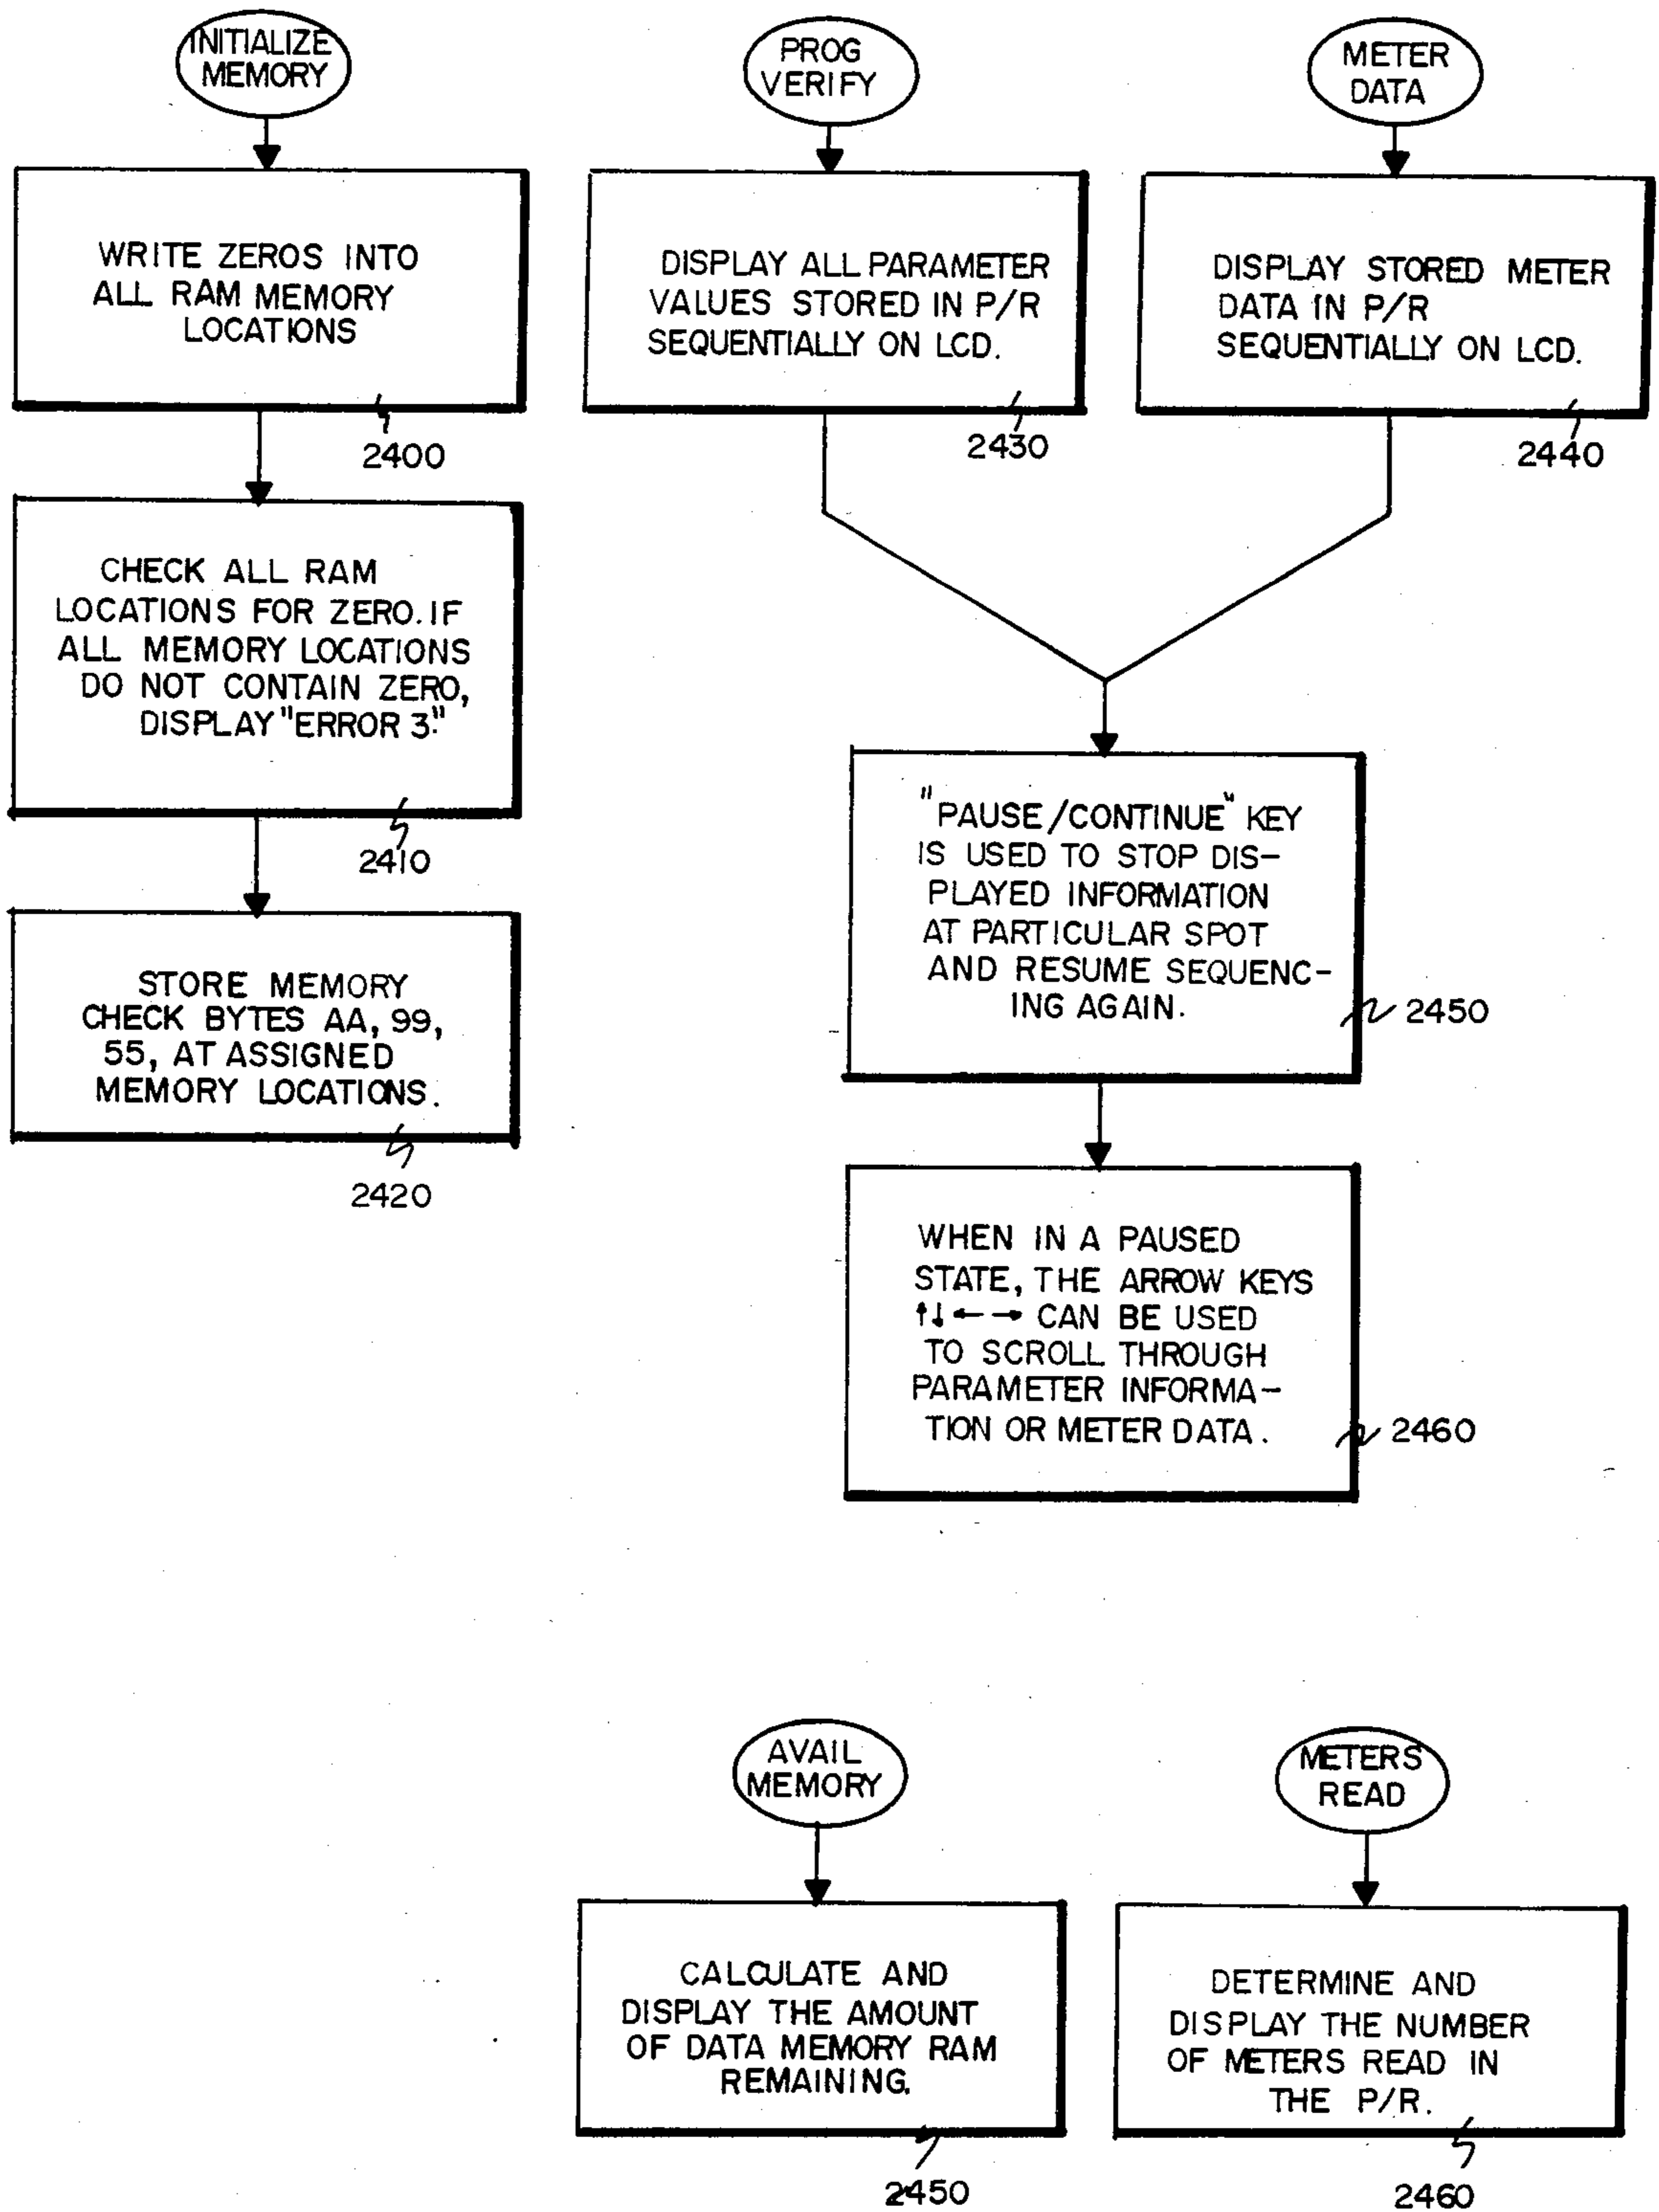 INITIALIZE
MEMORY
WRITE ZEROS INTO
ALL RAM MEMORY
LOCATIONS
2400
CHECK ALL RAM
LOCATIONS FOR ZERO. IF
ALL MEMORY LOCATIONS
DO NOT CONTAIN ZERO,
DISPLAY "ERROR 3."
2410
STORE MEMORY
CHECK BYTES AA, 99,
55, AT ASSIGNED
MEMORY LOCATIONS.
2420
PROG
VERIFY
DISPLAY ALL PARAMETER
VALUES STORED IN P/R
SEQUENTIALLY ON LCD.
2430
METER
DATA
DISPLAY STORED METER
DATA IN P/R
SEQUENTIALLY ON LCD.
2440
"PAUSE/CONTINUE" KEY
IS USED TO STOP DIS-
PLAYED INFORMATION
AT PARTICULAR SPOT
AND RESUME SEQUENC-
ING AGAIN.
2450
WHEN IN A PAUSED
STATE, THE ARROW KEYS
↑↓←→ CAN BE USED
TO SCROLL THROUGH
PARAMETER INFORMA-
TION OR METER DATA.
2460
AVAIL
MEMORY
CALCULATE AND
DISPLAY THE AMOUNT
OF DATA MEMORY RAM
REMAINING.
2450
METERS
READ
DETERMINE AND
DISPLAY THE NUMBER
OF METERS READ IN
THE P/R.
2460